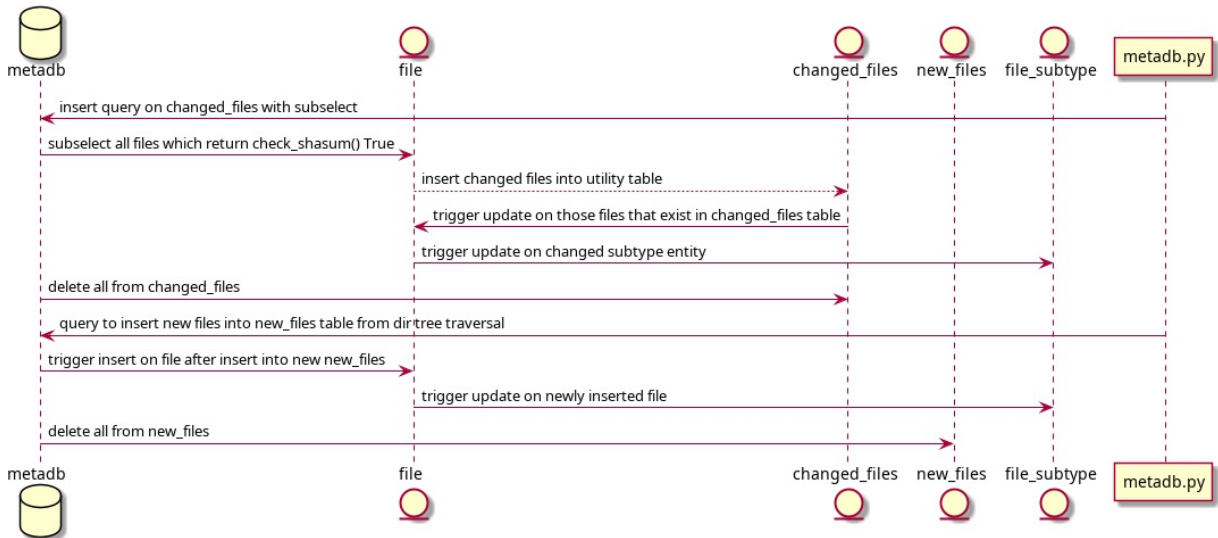 metadb
file
changed_files
new_files
file_subtype
metadb.py
insert query on changed_files with subselect
subselect all files which return check_shasum() True
insert changed files into utility table
trigger update on those files that exist in changed_files table
trigger update on changed subtype entity
delete all from changed_files
query to insert new files into new_files table from dir tree traversal
trigger insert on file after insert into new new_files
trigger update on newly inserted file
delete all from new_files
metadb
file
changed_files
new_files
file_subtype
metadb.py